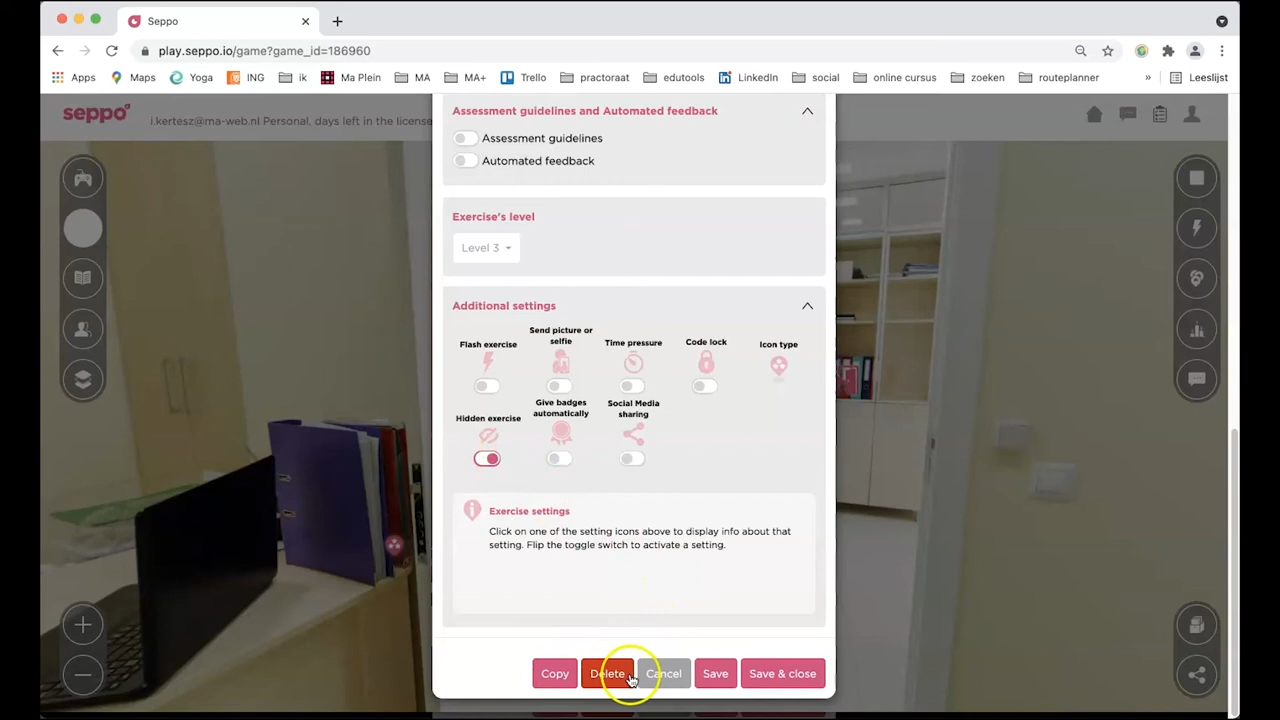 Seppo
play.seppo.io/game?game_id=186960
Apps Maps Yoga ING ik Ma Plein MA MA+ Trello practoraat edutools LinkedIn social online cursus zoeken routeplanner » Leeslijst
seppo i.kertesz@ma-web.nl Personal, days left in the license
Assessment guidelines and Automated feedback
Assessment guidelines
Automated feedback
Exercise's level
Level 3
Additional settings
Flash exercise
Send picture or
selfie
Time pressure
Code lock
Icon type
Hidden exercise
Give badges
automatically
Social Media
sharing
Exercise settings
Click on one of the setting icons above to display info about that
setting. Flip the toggle switch to activate a setting.
Copy Delete Cancel Save Save & close